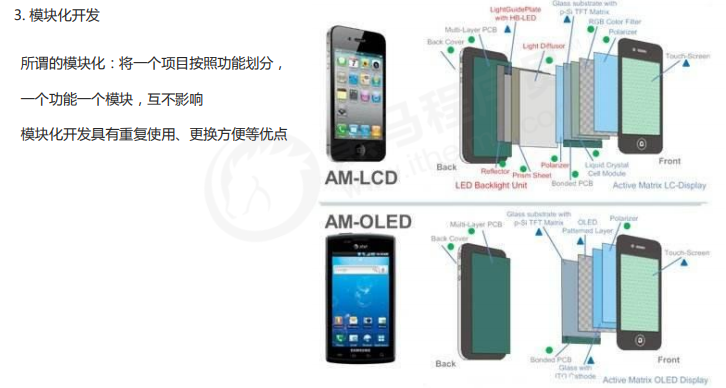 3. 模块化开发
所谓的模块化：将一个项目按照功能划分，
一个功能一个模块，互不影响
模块化开发具有重复使用、更换方便等优点
AM-LCD
LightGuidePlate
with HB-LED
Glass substrate with
p-Si TFT Matrix
RGB Color Filter
Polarizer
Multi-Layer PCB
Back Cover
Light Diffusor
Touch-Screen
Back
Reflector
Prism Sheet
LED Backlight Unit
Polarizer
Bonded PCB
Liquid Crystal
Cell Module
Front
Active Matrix LC-Display
AM-OLED
Glass substrate with
p-Si TFT Matrix
OLED
Patterned Layer
Polarizer
Multi-Layer PCB
Back Cover
Touch-Screen
at&t
SAMSUNG
Back
Bonded PCB
Glass with
ITO Cathode
Front
Active Matrix OLED Display